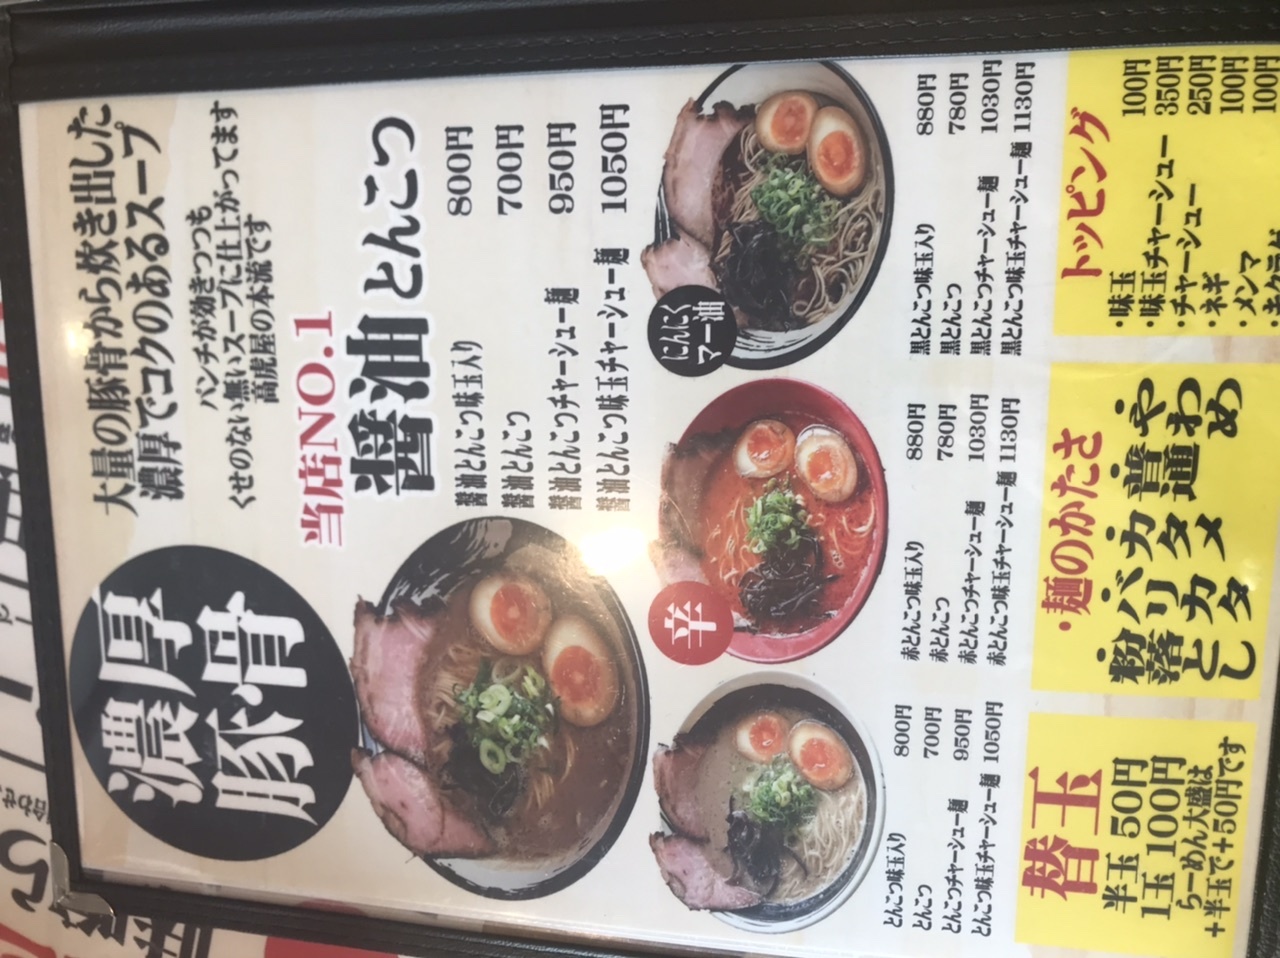 濃厚
豚骨
大量の豚骨から炊き出した
濃厚でコクのあるスープ
パンチが効きつつも
くせのない無いスープに仕上がってます
高虎屋の本流です
当店NO.1
醤油とんこつ
醤油とんこつ味玉入り 800円
醤油とんこつ 700円
醤油とんこつチャーシュー麺 950円
醤油とんこつ味玉チャーシュー麺 1050円
とんこつ味玉入り 800円
とんこつ 700円
とんこつチャーシュー麺 950円
とんこつ味玉チャーシュー麺 1050円
辛
赤とんこつ味玉入り 880円
赤とんこつ 780円
赤とんこつチャーシュー麺 1030円
赤とんこつ味玉チャーシュー麺 1130円
にんにく
マー油
黒とんこつ味玉入り 880円
黒とんこつ 780円
黒とんこつチャーシュー麺 1030円
黒とんこつ味玉チャーシュー麺 1130円
替玉
半玉 50円
1玉 100円
らーめん大盛は
+半玉で+50円です
・麺のかたさ
・粉落とし
・バリカタ
・カタメ
・普通
・やわめ
トッピング
・味玉 100円
・味玉チャーシュー 350円
・チャーシュー 250円
・ネギ 100円
・メンマ 100円